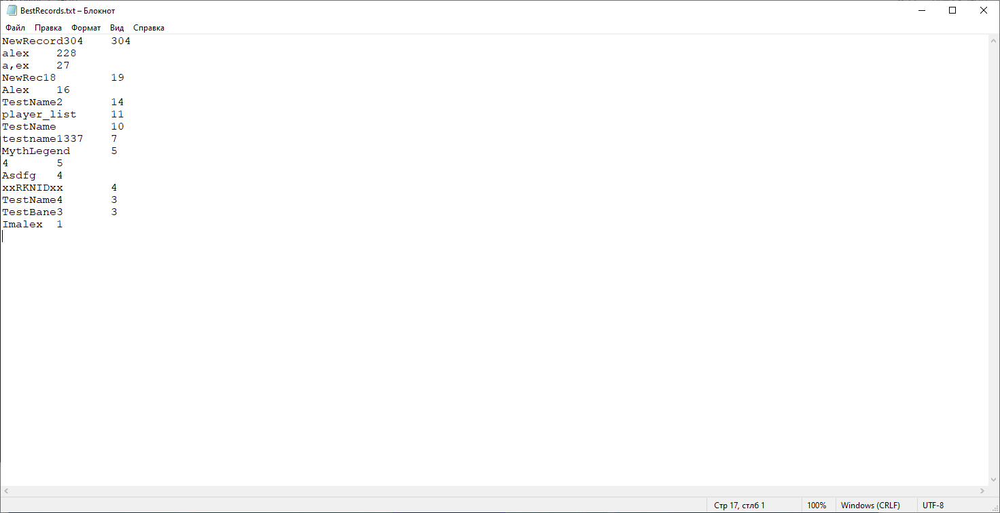 BestRecords.txt – Блокнот
Файл Правка Формат Вид Справка
NewRecord304 304
alex 228
a,ex 27
NewRec18 19
Alex 16
TestName2 14
player_list 11
TestName 10
testname1337 7
MythLegend 5
4 5
Asdfg 4
xxRKNIDxx 4
TestName4 3
TestBane3 3
Imalex 1
Стр 17, стлб 1 100% Windows (CRLF) UTF-8